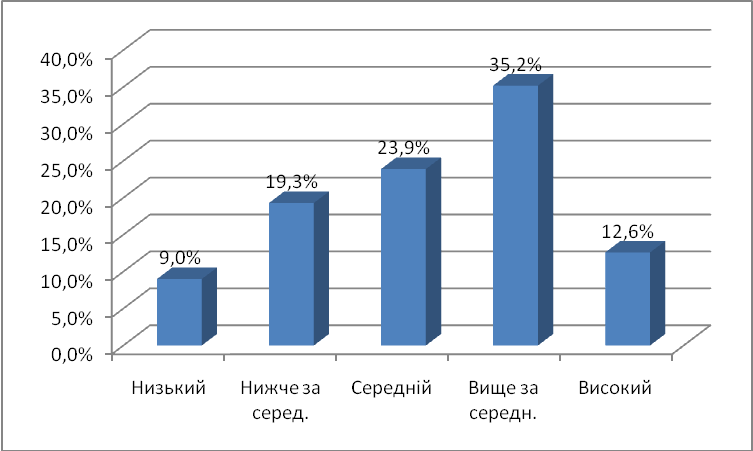 40,0%
35,0%
30,0%
25,0%
20,0%
15,0%
10,0%
5,0%
0,0%
9,0%
19,3%
23,9%
35,2%
12,6%
Низький
Нижче за
серед.
Середній
Вище за
середн.
Високий